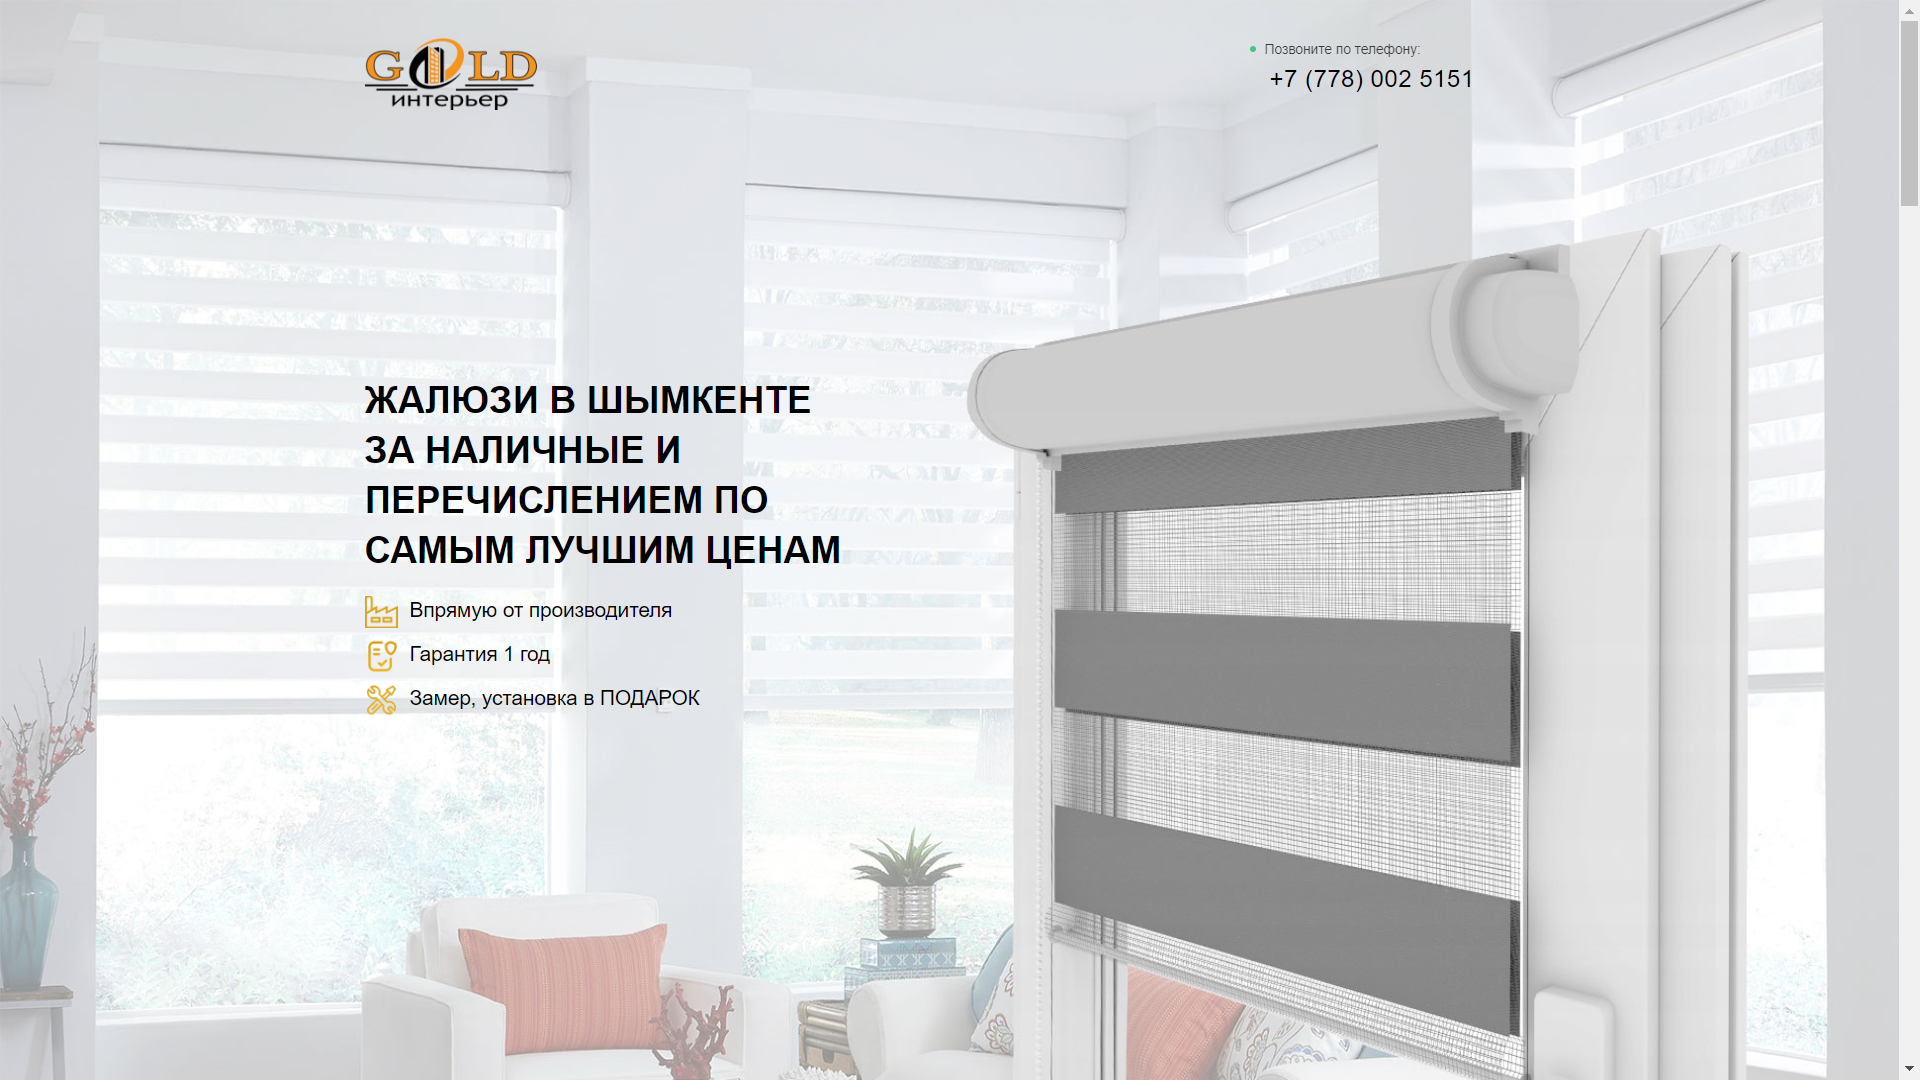 GOLD
интерьер
Позвоните по телефону:
+7 (778) 002 5151
ЖАЛЮЗИ В ШЫМКЕНТЕ
ЗА НАЛИЧНЫЕ И
ПЕРЕЧИСЛЕНИЕМ ПО
САМЫМ ЛУЧШИМ ЦЕНАМ
Впрямую от производителя
Гарантия 1 год
Замер, установка в ПОДАРОК